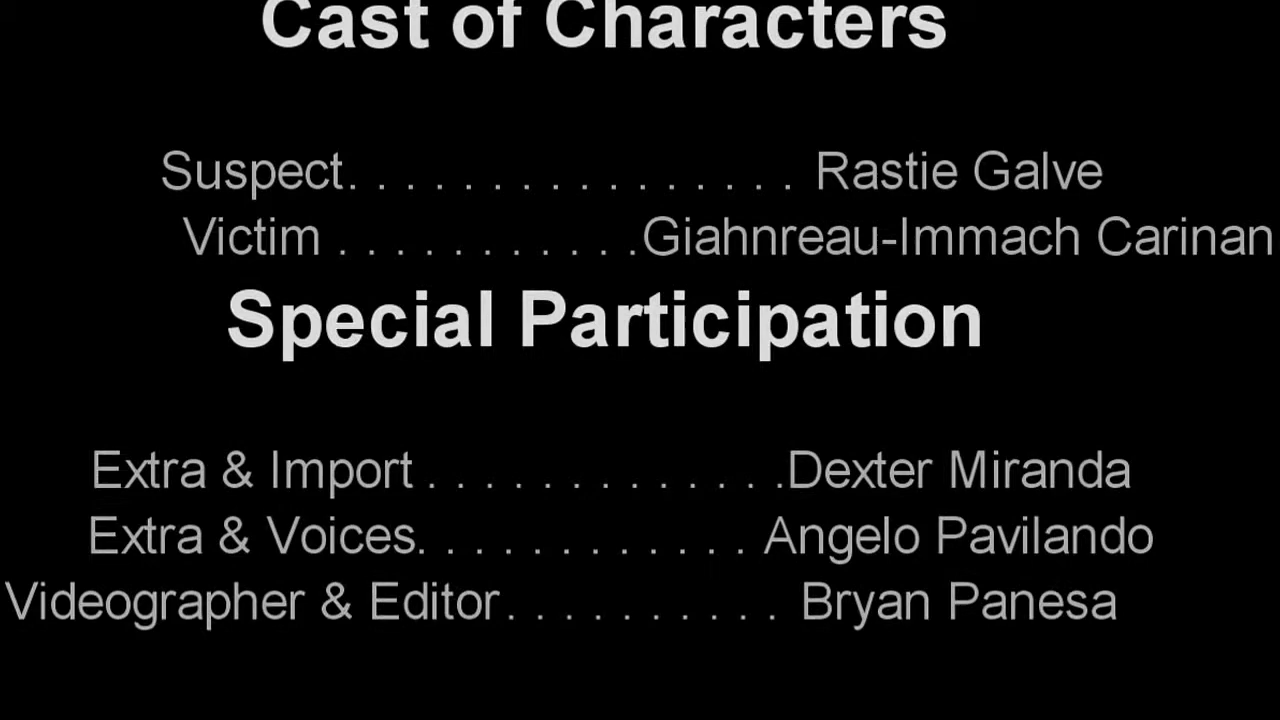 Cast of Characters
Suspect. . . . . . . . . . . . . . . . Rastie Galve
Victim . . . . . . . . . . .Giahnreau-Immach Carinan
Special Participation
Extra & Import . . . . . . . . . . . . .Dexter Miranda
Extra & Voices. . . . . . . . . . . . Angelo Pavilando
Videographer & Editor. . . . . . . . . . Bryan Panesa